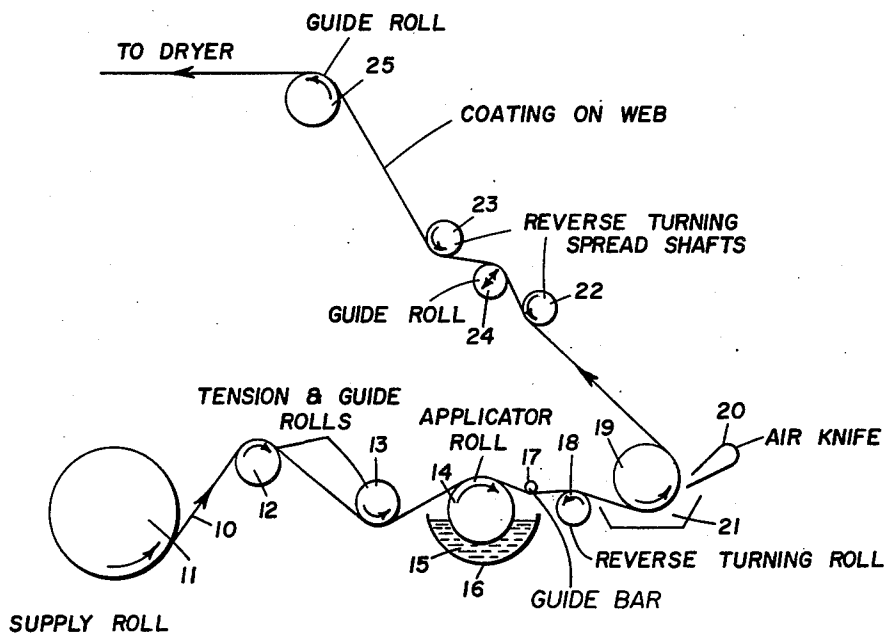 GUIDE ROLL
TO DRYER
25
COATING ON WEB
23
REVERSE TURNING
SPREAD SHAFTS
22
GUIDE ROLL
24
TENSION & GUIDE
ROLLS
APPLICATOR
ROLL
20
AIR KNIFE
19
18
17
13
14
12
10
11
15
16
21
REVERSE TURNING ROLL
GUIDE BAR
SUPPLY ROLL